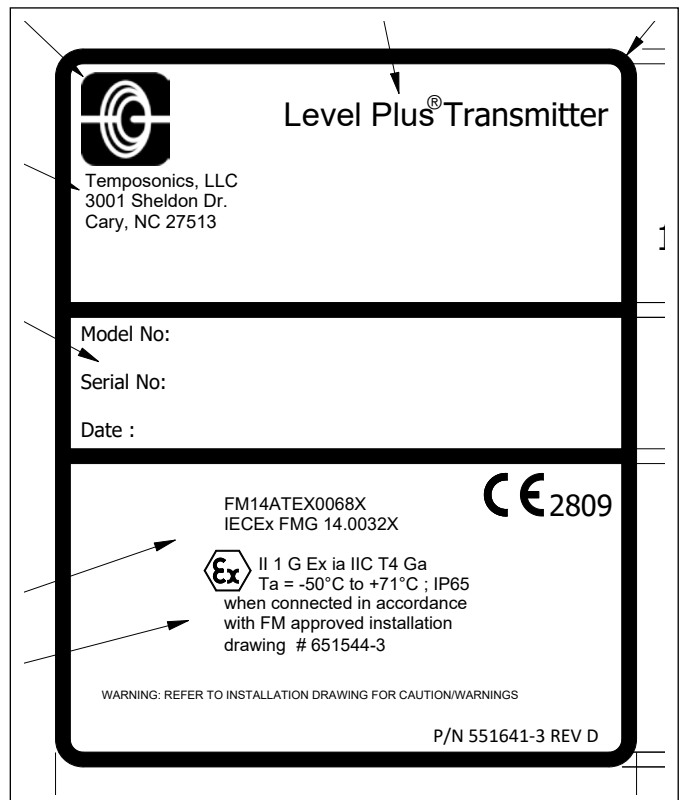 Level Plus® Transmitter
Temposonics, LLC
3001 Sheldon Dr.
Cary, NC 27513
Model No:
Serial No:
Date :
FM14ATEX0068X
IECEx FMG 14.0032X
CE 2809
Ex II 1 G Ex ia IIC T4 Ga
Ta = -50°C to +71°C ; IP65
when connected in accordance
with FM approved installation
drawing # 651544-3
WARNING: REFER TO INSTALLATION DRAWING FOR CAUTION/WARNINGS
P/N 551641-3 REV D